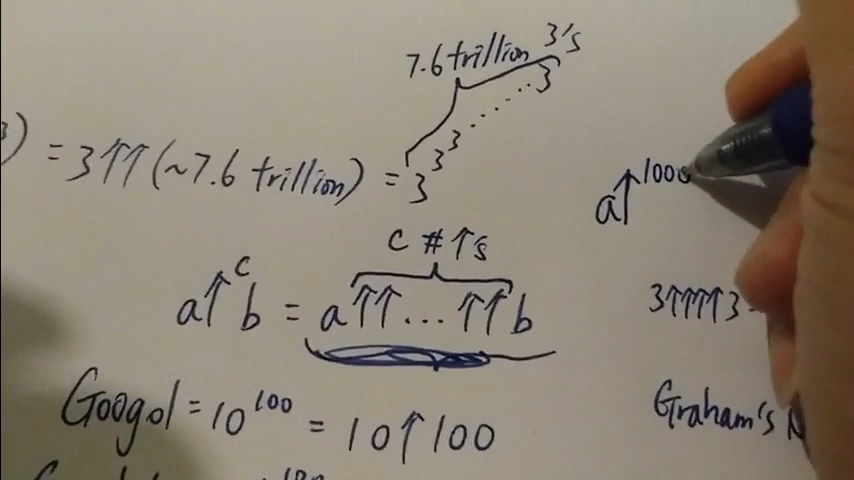 7.6 trillion 3's
) = 3↑↑(~7.6 trillion) = 3^3^3^3^...^3
a↑^1000
c # ↑s
a↑^c b = a↑↑...↑↑b
3↑↑↑↑3
Googol = 10^100 = 10↑100
Graham's